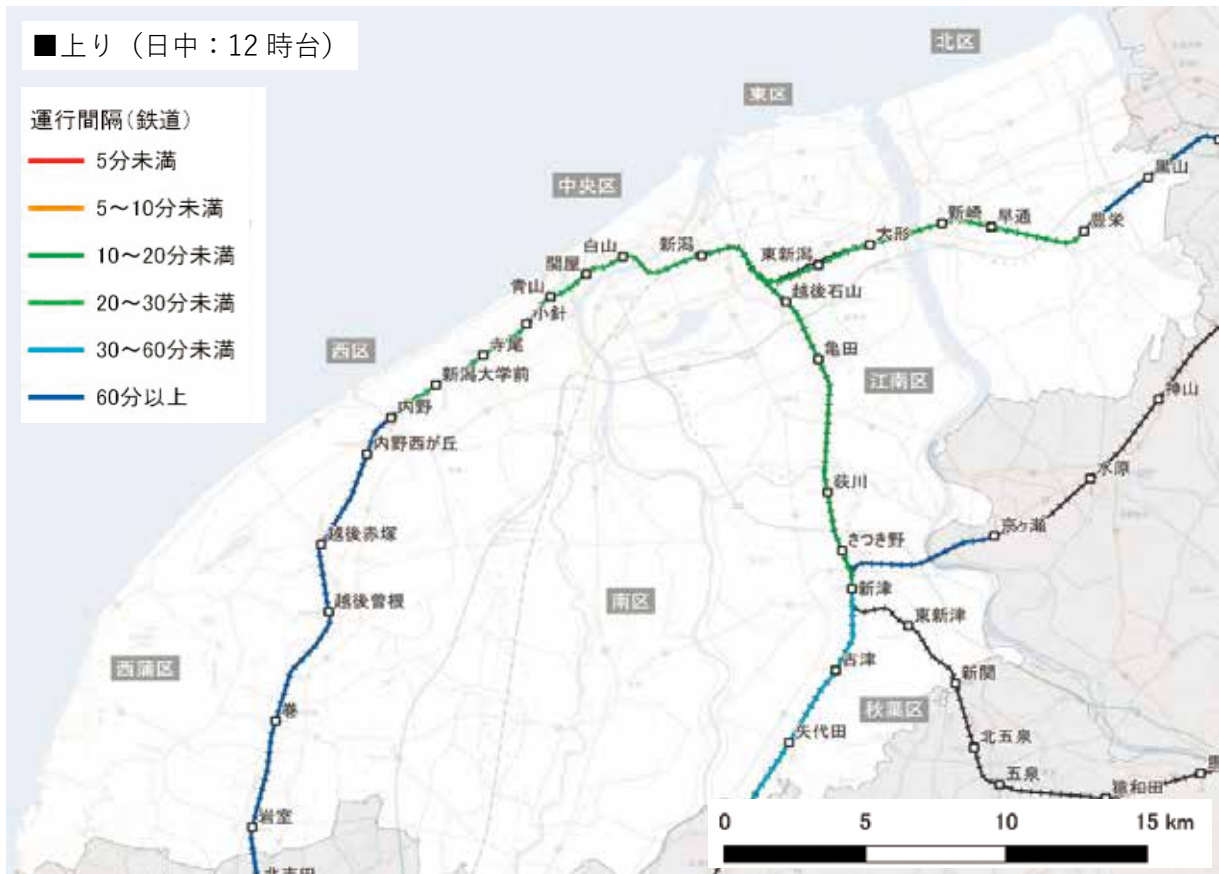 ■上り（日中：12時台）
運行間隔（鉄道）
5分未満
5～10分未満
10～20分未満
20～30分未満
30～60分未満
60分以上
北区
東区
中央区
西区
江南区
南区
西蒲区
秋葉区
黒山
豊栄
早通
新崎
大形
東新潟
新潟
白山
関屋
青山
小針
寺尾
新潟大学前
内野
内野西が丘
越後赤塚
越後曽根
巻
岩室
北吉田
越後石山
亀田
荻川
さつき野
新津
古津
矢代田
神山
水原
京ヶ瀬
東新津
新関
北五泉
五泉
猿和田
0 5 10 15 km